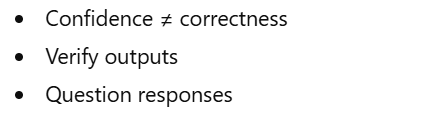 • Confidence ≠ correctness
• Verify outputs
• Question responses